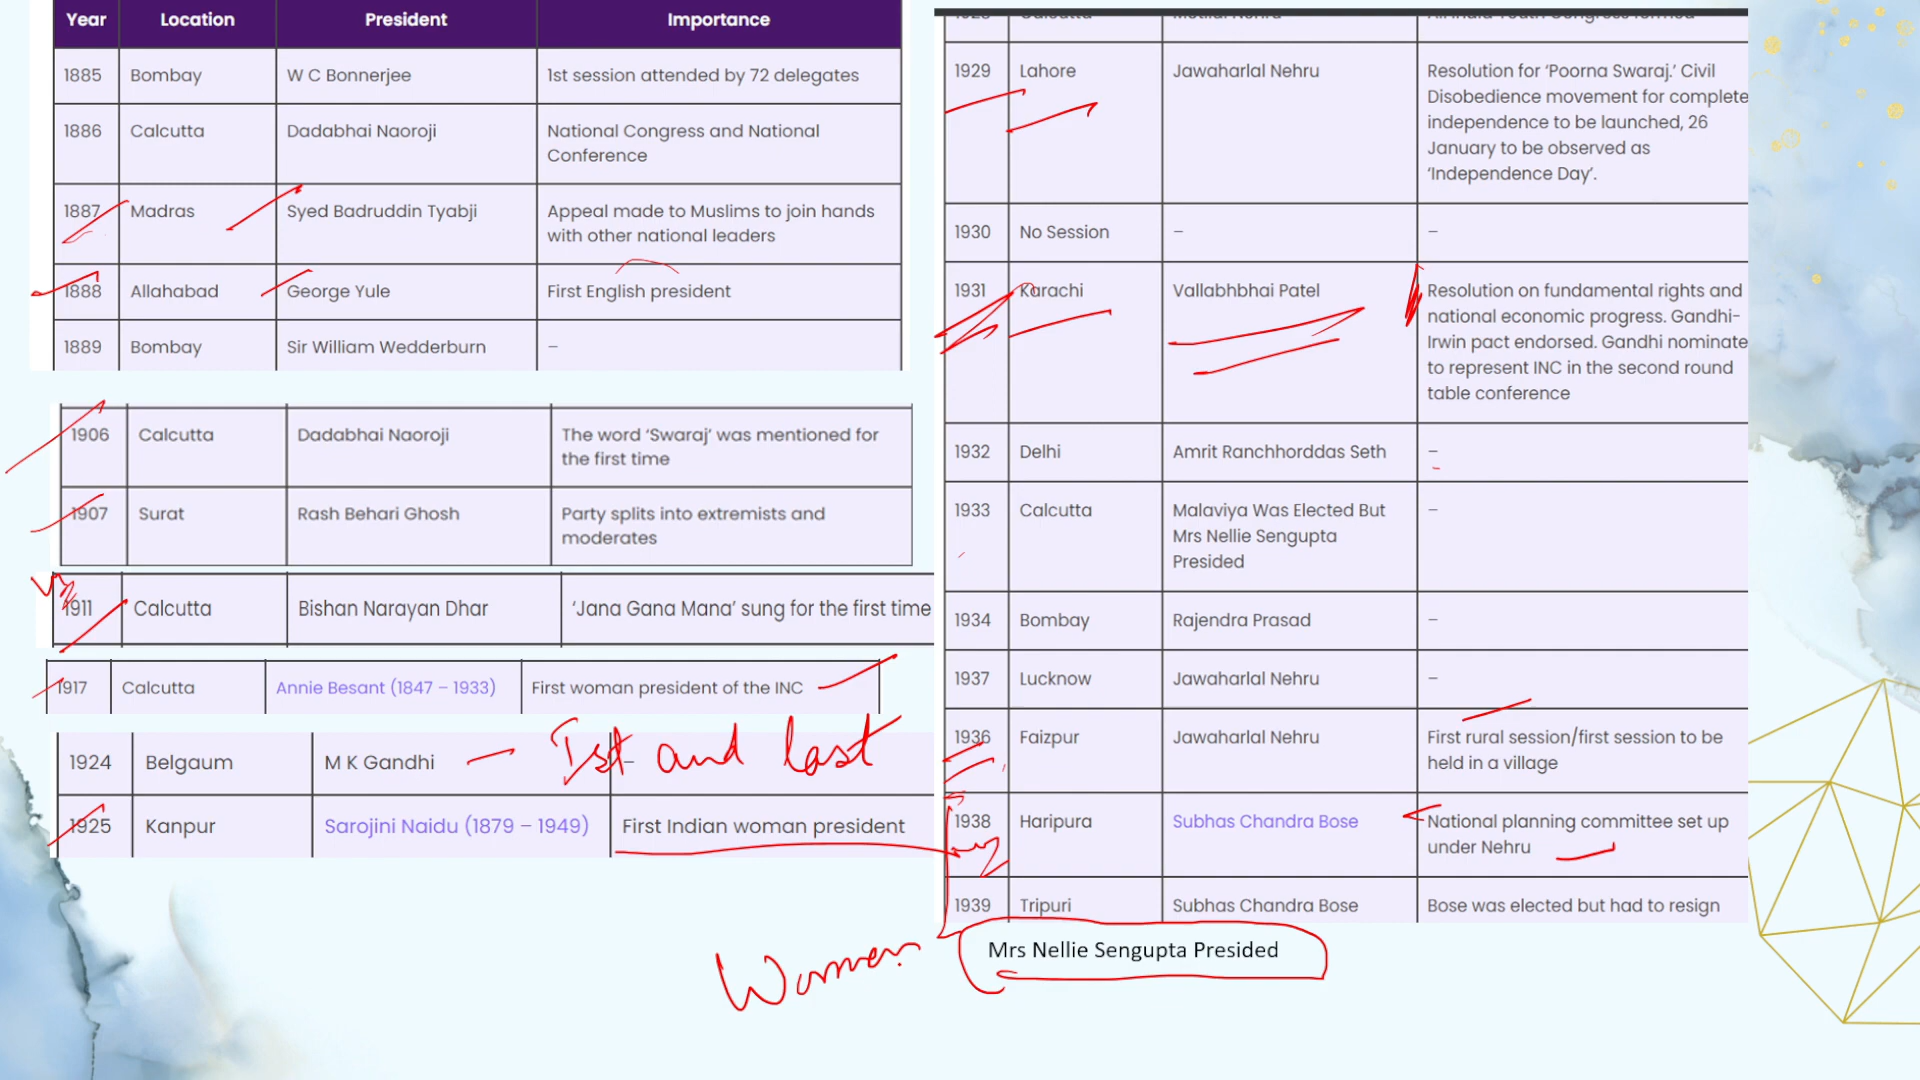 Year Location President Importance
1885 Bombay W C Bonnerjee 1st session attended by 72 delegates
1886 Calcutta Dadabhai Naoroji National Congress and National
Conference
1887 Madras Syed Badruddin Tyabji Appeal made to Muslims to join hands
with other national leaders
1888 Allahabad George Yule First English president
1889 Bombay Sir William Wedderburn –
1906 Calcutta Dadabhai Naoroji The word ‘Swaraj’ was mentioned for
the first time
1907 Surat Rash Behari Ghosh Party splits into extremists and
moderates
1911 Calcutta Bishan Narayan Dhar ‘Jana Gana Mana’ sung for the first time
1917 Calcutta Annie Besant (1847 – 1933) First woman president of the INC
1924 Belgaum M K Gandhi – Ist and last
1925 Kanpur Sarojini Naidu (1879 – 1949) First Indian woman president
1929 Lahore Jawaharlal Nehru Resolution for ‘Poorna Swaraj.’ Civil
Disobedience movement for complete
independence to be launched, 26
January to be observed as
‘Independence Day’.
1930 No Session – –
1931 Karachi Vallabhbhai Patel Resolution on fundamental rights and
national economic progress. Gandhi-
Irwin pact endorsed. Gandhi nominate
to represent INC in the second round
table conference
1932 Delhi Amrit Ranchhorddas Seth –
1933 Calcutta Malaviya Was Elected But –
Mrs Nellie Sengupta
Presided
1934 Bombay Rajendra Prasad –
1937 Lucknow Jawaharlal Nehru –
1936 Faizpur Jawaharlal Nehru First rural session/first session to be
held in a village
1938 Haripura Subhas Chandra Bose National planning committee set up
under Nehru
1939 Tripuri Subhas Chandra Bose Bose was elected but had to resign
Women
Mrs Nellie Sengupta Presided